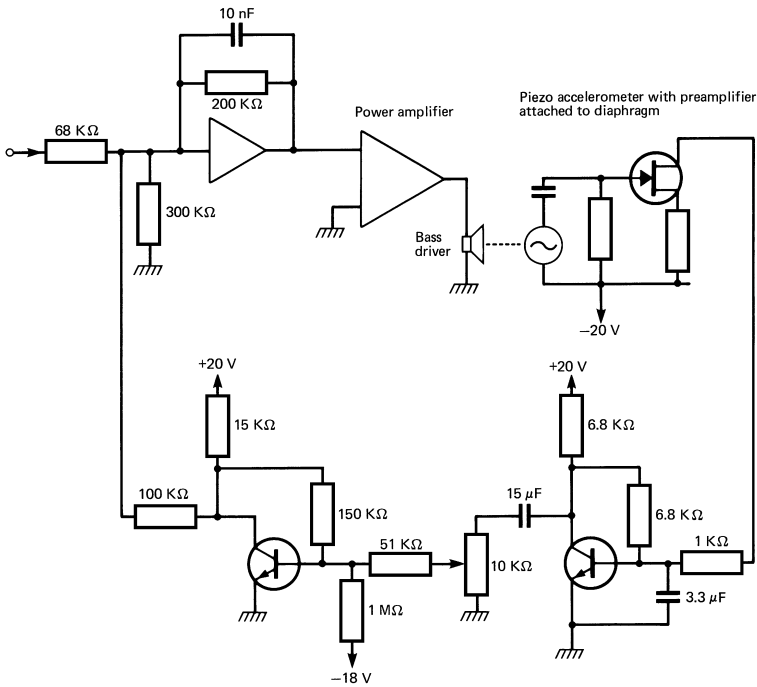 10 nF
200 KΩ
Power amplifier
Piezo accelerometer with preamplifier
attached to diaphragm
68 KΩ
300 KΩ
Bass
driver
−20 V
+20 V
+20 V
15 KΩ
6.8 KΩ
100 KΩ
150 KΩ
15 μF
6.8 KΩ
51 KΩ
10 KΩ
1 KΩ
3.3 μF
1 MΩ
−18 V